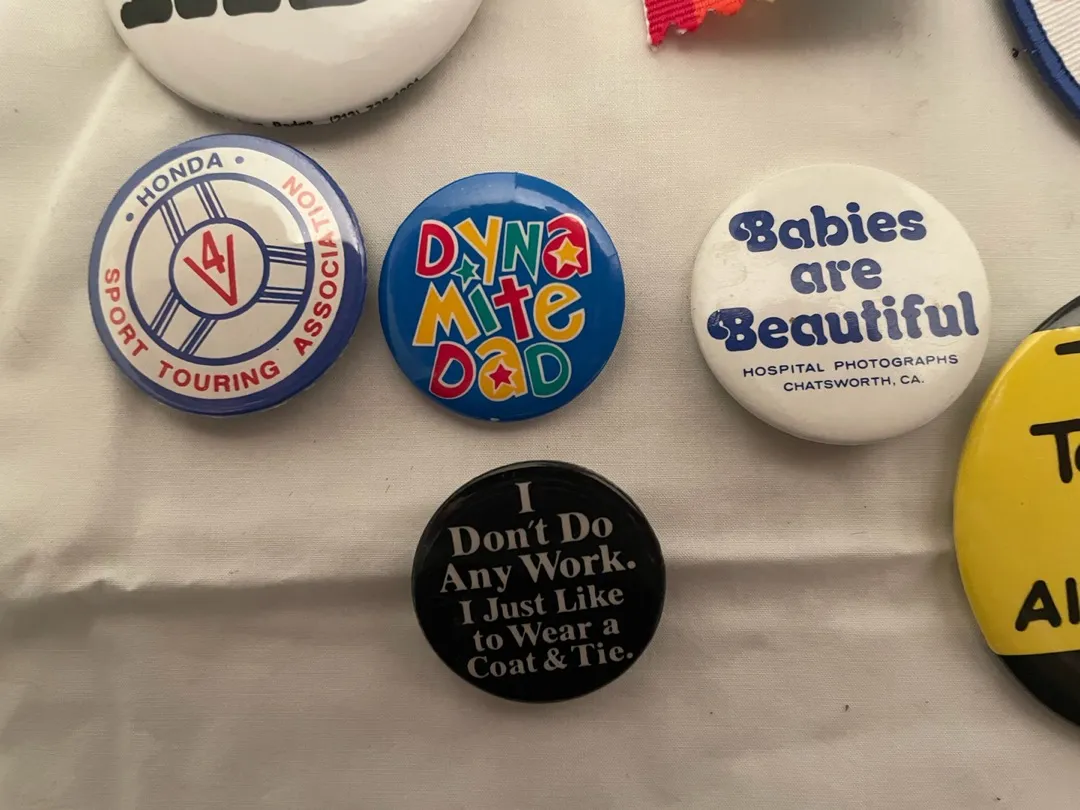 (213)
• HONDA •
SPORT TOURING ASSOCIATION
V4
DYNA
MITE
DAD
Babies
are
Beautiful
HOSPITAL PHOTOGRAPHS
CHATSWORTH, CA.
I
Don't Do
Any Work.
I Just Like
to Wear a
Coat & Tie.